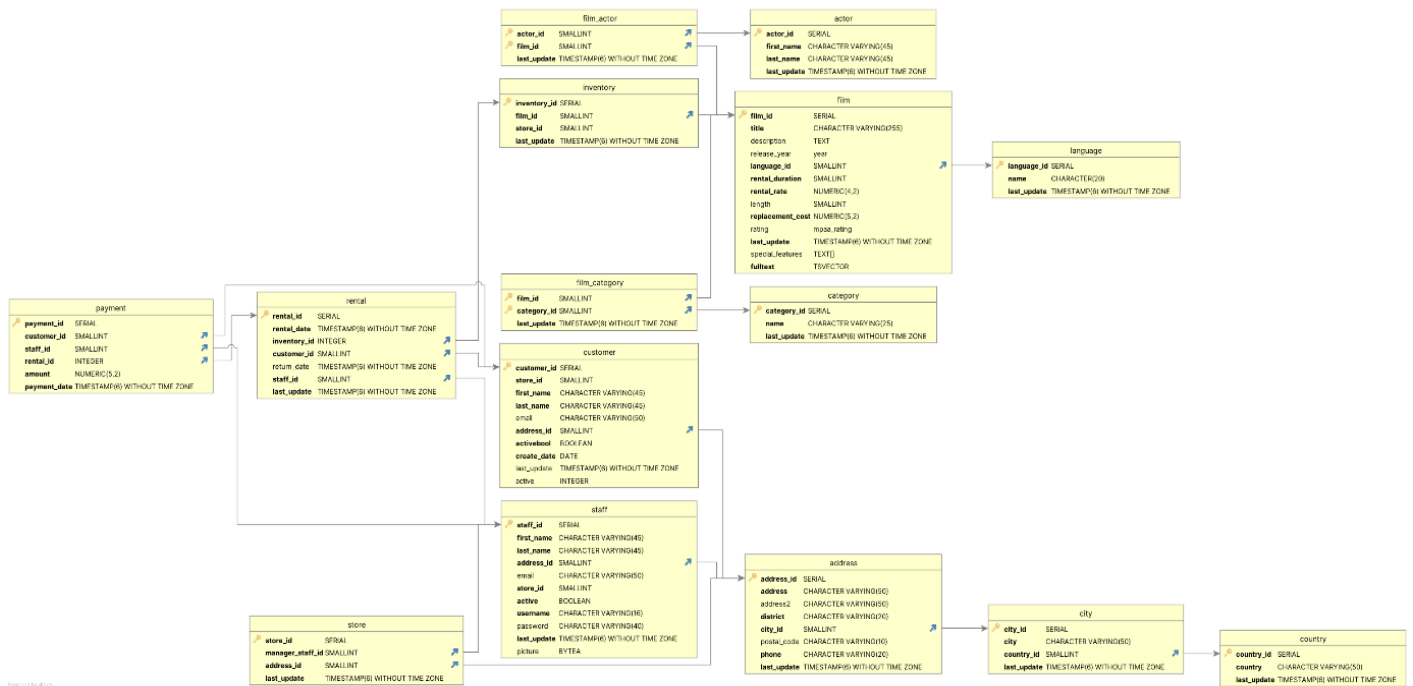 film_actor
actor_id SMALLINT
film_id SMALLINT
last_update TIMESTAMP(6) WITHOUT TIME ZONE
actor
actor_id SERIAL
first_name CHARACTER VARYING(45)
last_name CHARACTER VARYING(45)
last_update TIMESTAMP(6) WITHOUT TIME ZONE
inventory
inventory_id SERIAL
film_id SMALLINT
store_id SMALLINT
last_update TIMESTAMP(6) WITHOUT TIME ZONE
film
film_id SERIAL
title CHARACTER VARYING(255)
description TEXT
release_year year
language_id SMALLINT
rental_duration SMALLINT
rental_rate NUMERIC(4,2)
length SMALLINT
replacement_cost NUMERIC(5,2)
rating mpaa_rating
last_update TIMESTAMP(6) WITHOUT TIME ZONE
special_features TEXT[]
fulltext TSVECTOR
language
language_id SERIAL
name CHARACTER(20)
last_update TIMESTAMP(6) WITHOUT TIME ZONE
film_category
film_id SMALLINT
category_id SMALLINT
last_update TIMESTAMP(6) WITHOUT TIME ZONE
category
category_id SERIAL
name CHARACTER VARYING(25)
last_update TIMESTAMP(6) WITHOUT TIME ZONE
payment
payment_id SERIAL
customer_id SMALLINT
staff_id SMALLINT
rental_id INTEGER
amount NUMERIC(5,2)
payment_date TIMESTAMP(6) WITHOUT TIME ZONE
rental
rental_id SERIAL
rental_date TIMESTAMP(6) WITHOUT TIME ZONE
inventory_id INTEGER
customer_id SMALLINT
return_date TIMESTAMP(6) WITHOUT TIME ZONE
staff_id SMALLINT
last_update TIMESTAMP(6) WITHOUT TIME ZONE
customer
customer_id SERIAL
store_id SMALLINT
first_name CHARACTER VARYING(45)
last_name CHARACTER VARYING(45)
email CHARACTER VARYING(50)
address_id SMALLINT
activebool BOOLEAN
create_date DATE
last_update TIMESTAMP(6) WITHOUT TIME ZONE
active INTEGER
staff
staff_id SERIAL
first_name CHARACTER VARYING(45)
last_name CHARACTER VARYING(45)
address_id SMALLINT
email CHARACTER VARYING(50)
store_id SMALLINT
active BOOLEAN
username CHARACTER VARYING(16)
password CHARACTER VARYING(40)
last_update TIMESTAMP(6) WITHOUT TIME ZONE
picture BYTEA
store
store_id SERIAL
manager_staff_id SMALLINT
address_id SMALLINT
last_update TIMESTAMP(6) WITHOUT TIME ZONE
address
address_id SERIAL
address CHARACTER VARYING(50)
address2 CHARACTER VARYING(50)
district CHARACTER VARYING(20)
city_id SMALLINT
postal_code CHARACTER VARYING(10)
phone CHARACTER VARYING(20)
last_update TIMESTAMP(6) WITHOUT TIME ZONE
city
city_id SERIAL
city CHARACTER VARYING(50)
country_id SMALLINT
last_update TIMESTAMP(6) WITHOUT TIME ZONE
country
country_id SERIAL
country CHARACTER VARYING(50)
last_update TIMESTAMP(6) WITHOUT TIME ZONE